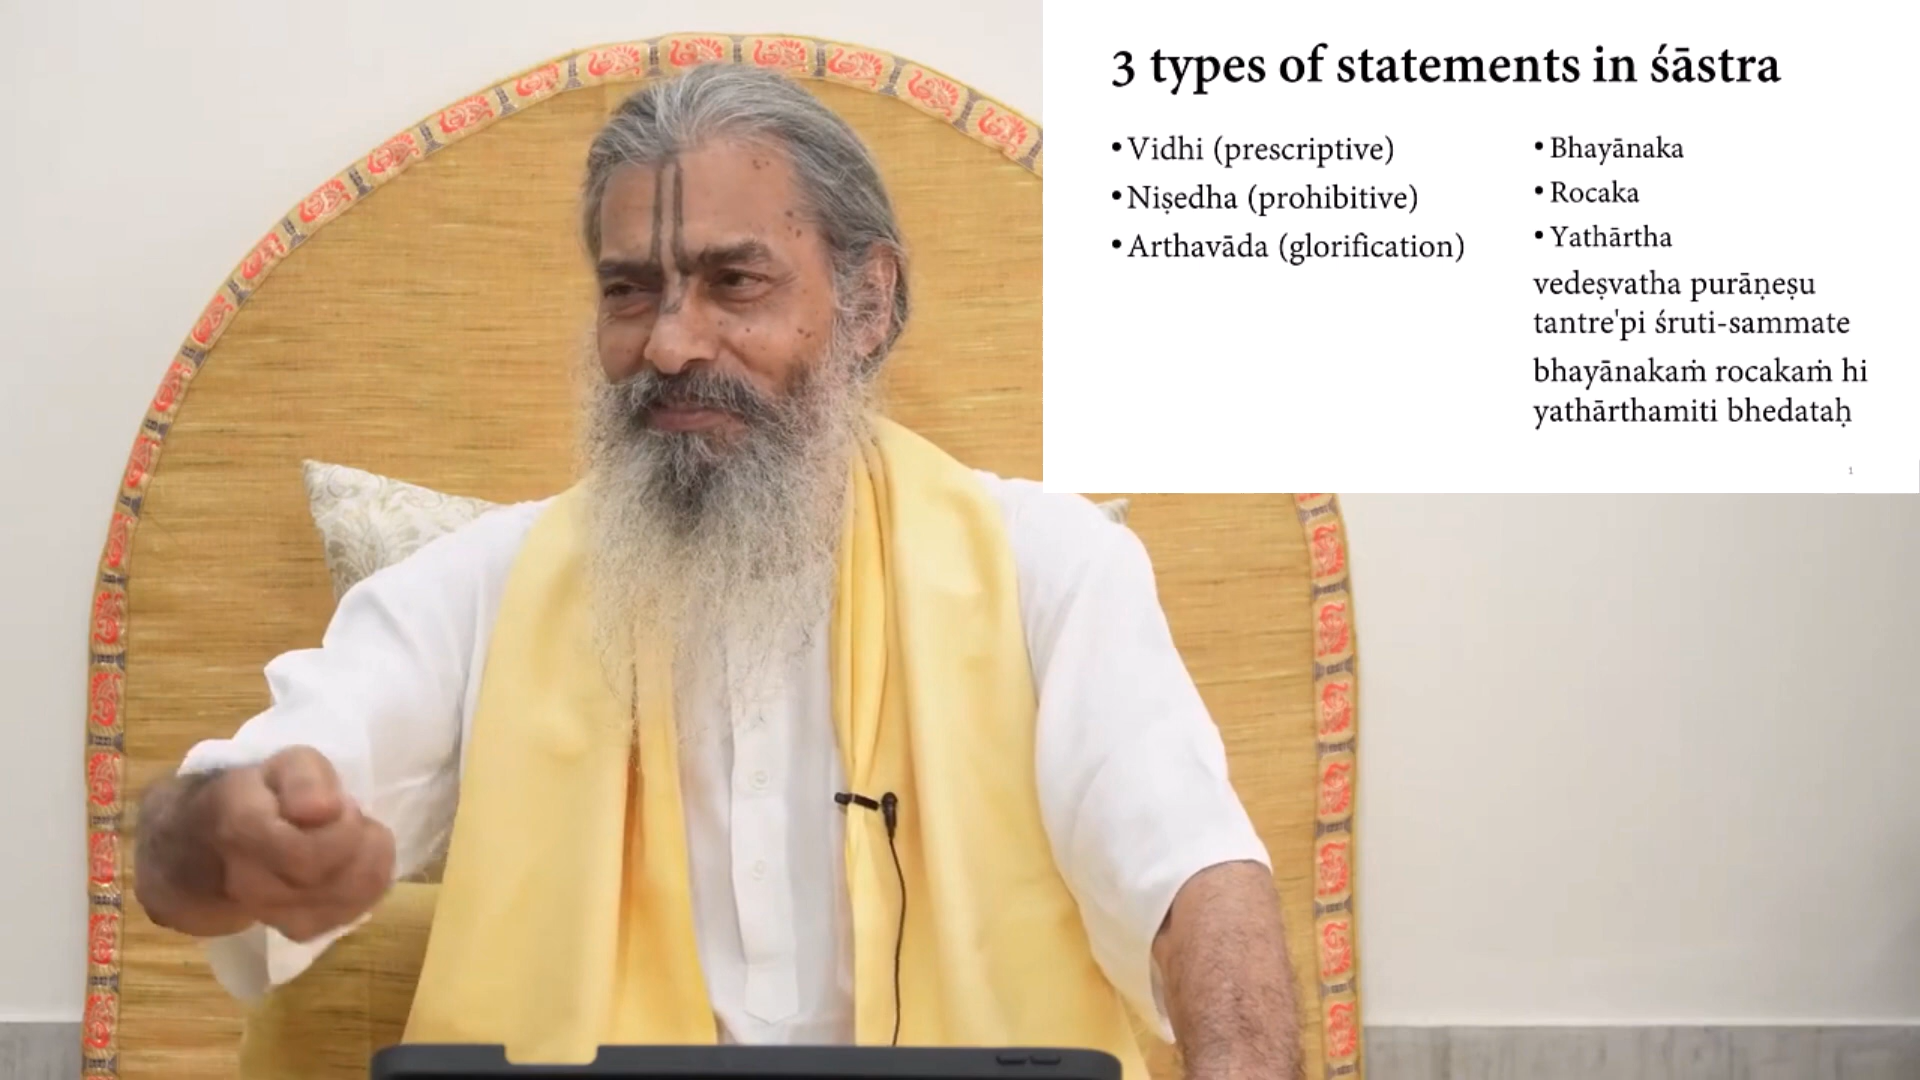 3 types of statements in śāstra
• Vidhi (prescriptive)
• Niṣedha (prohibitive)
• Arthavāda (glorification)
• Bhayānaka
• Rocaka
• Yathārtha
vedeṣvatha purāṇeṣu
tantre'pi śruti-sammate
bhayānakaṁ rocakaṁ hi
yathārthamiti bhedataḥ
1